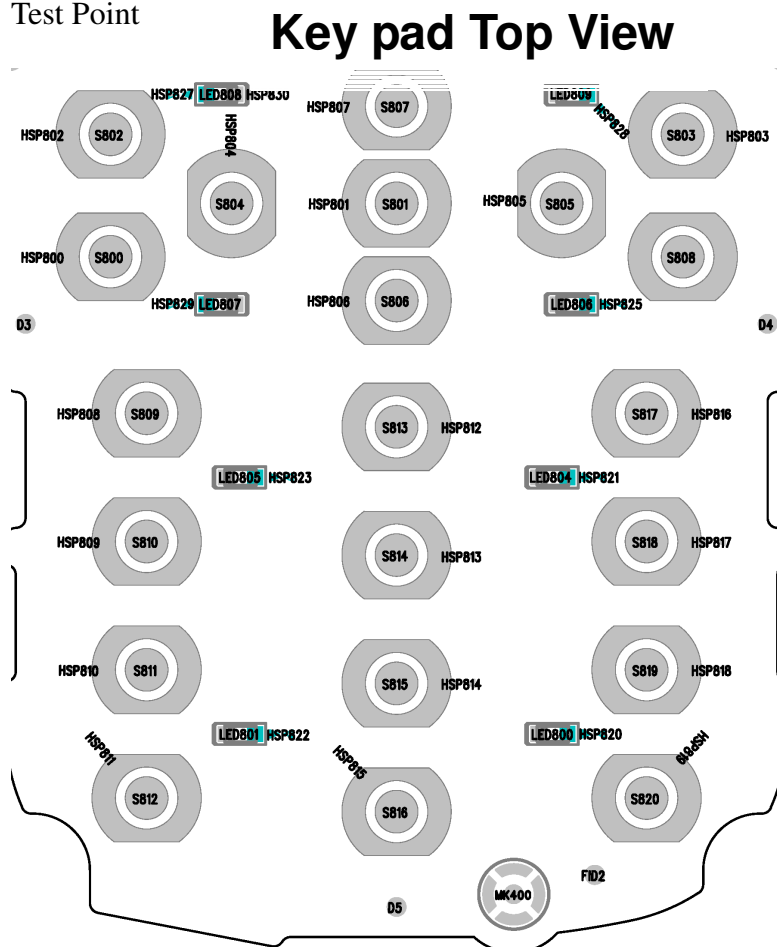 Test Point
Key pad Top View
HSP827 LED808 HSP830
HSP807 S807
LED809
HSP828
HSP802 S802
HSP804
S803 HSP803
S804
HSP801 S801
HSP805 S805
HSP800 S800
S808
HSP829 LED807
HSP806 S806
LED806 HSP825
D3
D4
HSP808 S809
S813 HSP812
S817 HSP816
LED805 HSP823
LED804 HSP821
HSP809 S810
S814 HSP813
S818 HSP817
HSP810 S811
S815 HSP814
S819 HSP818
LED801 HSP822
LED800 HSP820
HSP811
HSP815
HSP819
S812
S816
S820
FID2
MK400
D5